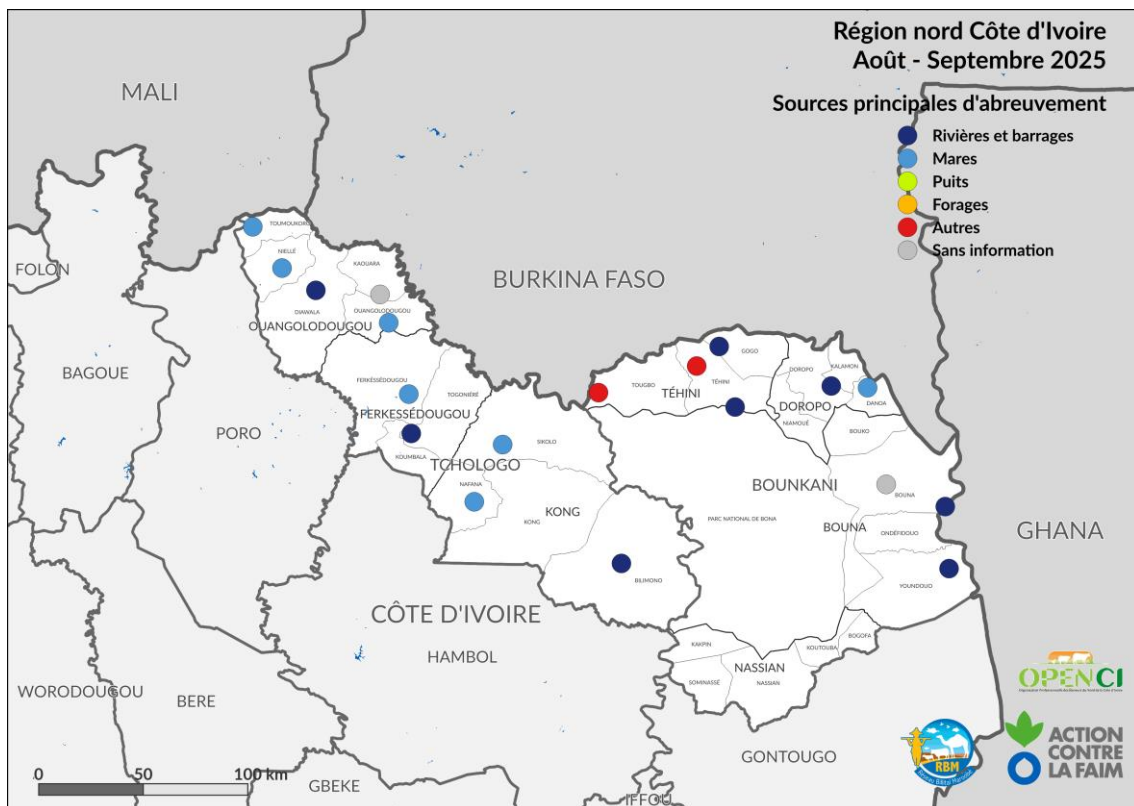 Région nord Côte d'Ivoire
Août - Septembre 2025
Sources principales d'abreuvement
Rivières et barrages
Mares
Puits
Forages
Autres
Sans information
MALI
BURKINA FASO
GHANA
CÔTE D'IVOIRE
FOLON
BAGOUE
PORO
WORODOUGOU
BERE
HAMBOL
GBEKE
IFFOU
GONTOUGO
TOUMOUKORO
NIELLÉ
KAOUARA
DIAWALA
OUANGOLODOUGOU
OUANGOLODOUGOU
FERKÉSSÉDOUGOU
TOGONIÉRÉ
FERKESSÉDOUGOU
KOUMBALA
TCHOLOGO
SIKOLO
NAFANA
KONG
KONG
BILIMONO
TOUGBO
TÉHINI
TÉHINI
GOGO
DOROPO
KALAMON
DOROPO
DANOA
NIAMOUÉ
BOUKO
BOUNKANI
BOUNA
PARC NATIONAL DE BONA
BOUNA
ONDÉFIDOUO
YOUNDOUO
KAKPIN
KOUTOUBA
BOGOFA
NASSIAN
SOMINASSÉ
NASSIAN
0 50 100 km
OPENCI
RBM
ACTION
CONTRE
LA FAIM